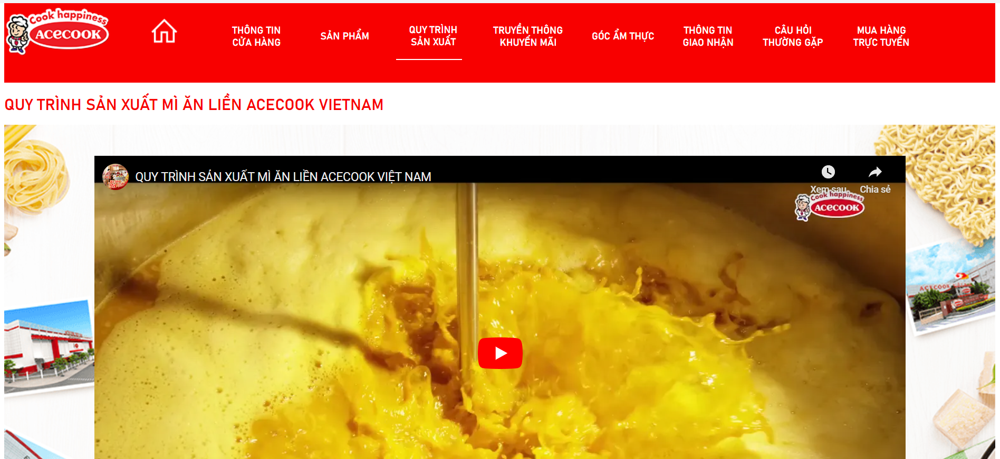 Cook happiness
ACECOOK
THÔNG TIN
CỬA HÀNG
SẢN PHẨM
QUY TRÌNH
SẢN XUẤT
TRUYỀN THÔNG
KHUYẾN MÃI
GÓC ẨM THỰC
THÔNG TIN
GIAO NHẬN
CÂU HỎI
THƯỜNG GẶP
MUA HÀNG
TRỰC TUYẾN
QUY TRÌNH SẢN XUẤT MÌ ĂN LIỀN ACECOOK VIETNAM
QUY TRÌNH SẢN XUẤT MÌ ĂN LIỀN ACECOOK VIỆT NAM
Xem sau
Chia sẻ
Cook happiness
ACECOOK
ACECOOK